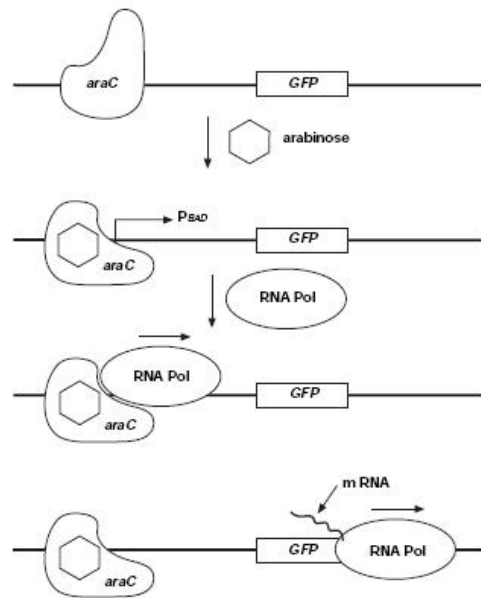 araC GFP
arabinose
PBAD
araC GFP
RNA Pol
RNA Pol
araC GFP
m RNA
araC GFP RNA Pol